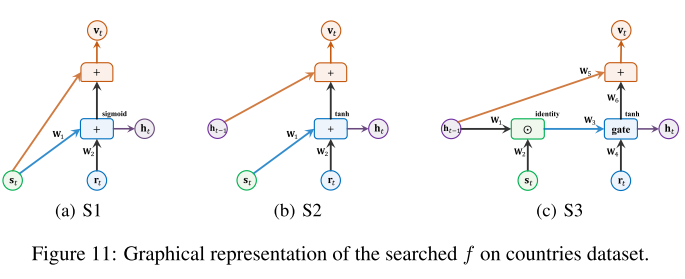 v_t v_t v_t
+ + + W_5
sigmoid tanh W_6 identity tanh
W_1 + h_t h_{t-1} W_1 + h_t h_{t-1} W_1 ⊙ W_3 gate h_t
W_2 W_2 W_2 W_4
s_t r_t s_t r_t s_t r_t
(a) S1 (b) S2 (c) S3
Figure 11: Graphical representation of the searched f on countries dataset.